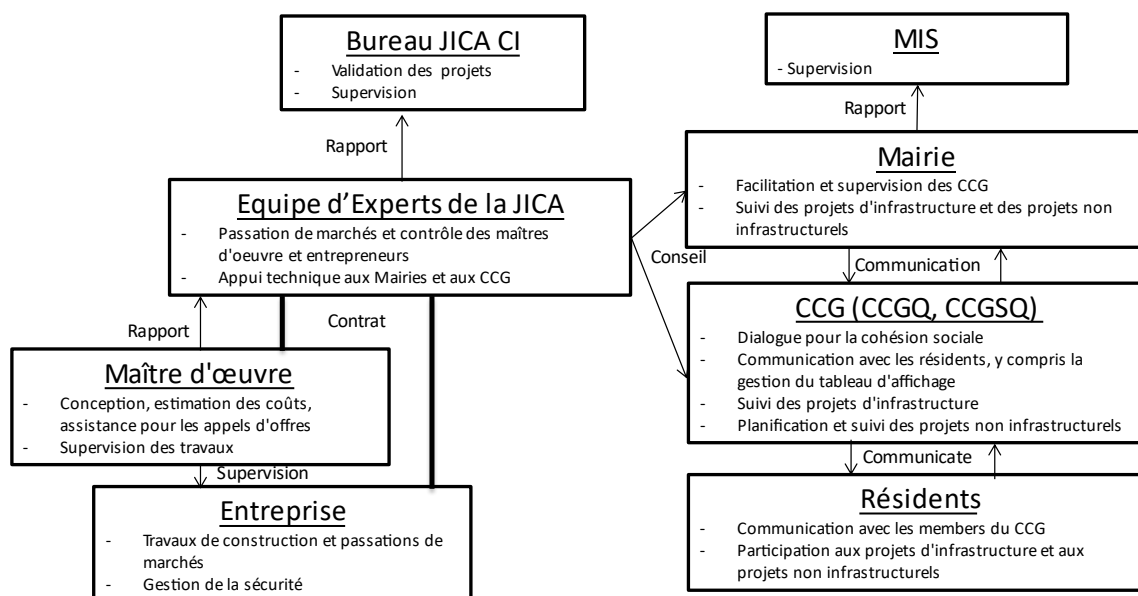 Bureau JICA CI
- Validation des projets
- Supervision
MIS
- Supervision
Rapport
Rapport
Equipe d'Experts de la JICA
- Passation de marchés et contrôle des maîtres
d'oeuvre et entrepreneurs
- Appui technique aux Mairies et aux CCG
Mairie
- Facilitation et supervision des CCG
- Suivi des projets d'infrastructure et des projets non
infrastructurels
Conseil
Communication
Rapport
Contrat
CCG (CCGQ, CCGSQ)
- Dialogue pour la cohésion sociale
- Communication avec les résidents, y compris la
gestion du tableau d'affichage
- Suivi des projets d'infrastructure
- Planification et suivi des projets non infrastructurels
Maître d'œuvre
- Conception, estimation des coûts,
assistance pour les appels d'offres
- Supervision des travaux
Supervision
Communicate
Entreprise
- Travaux de construction et passations de
marchés
- Gestion de la sécurité
Résidents
- Communication avec les members du CCG
- Participation aux projets d'infrastructure et aux
projets non infrastructurels